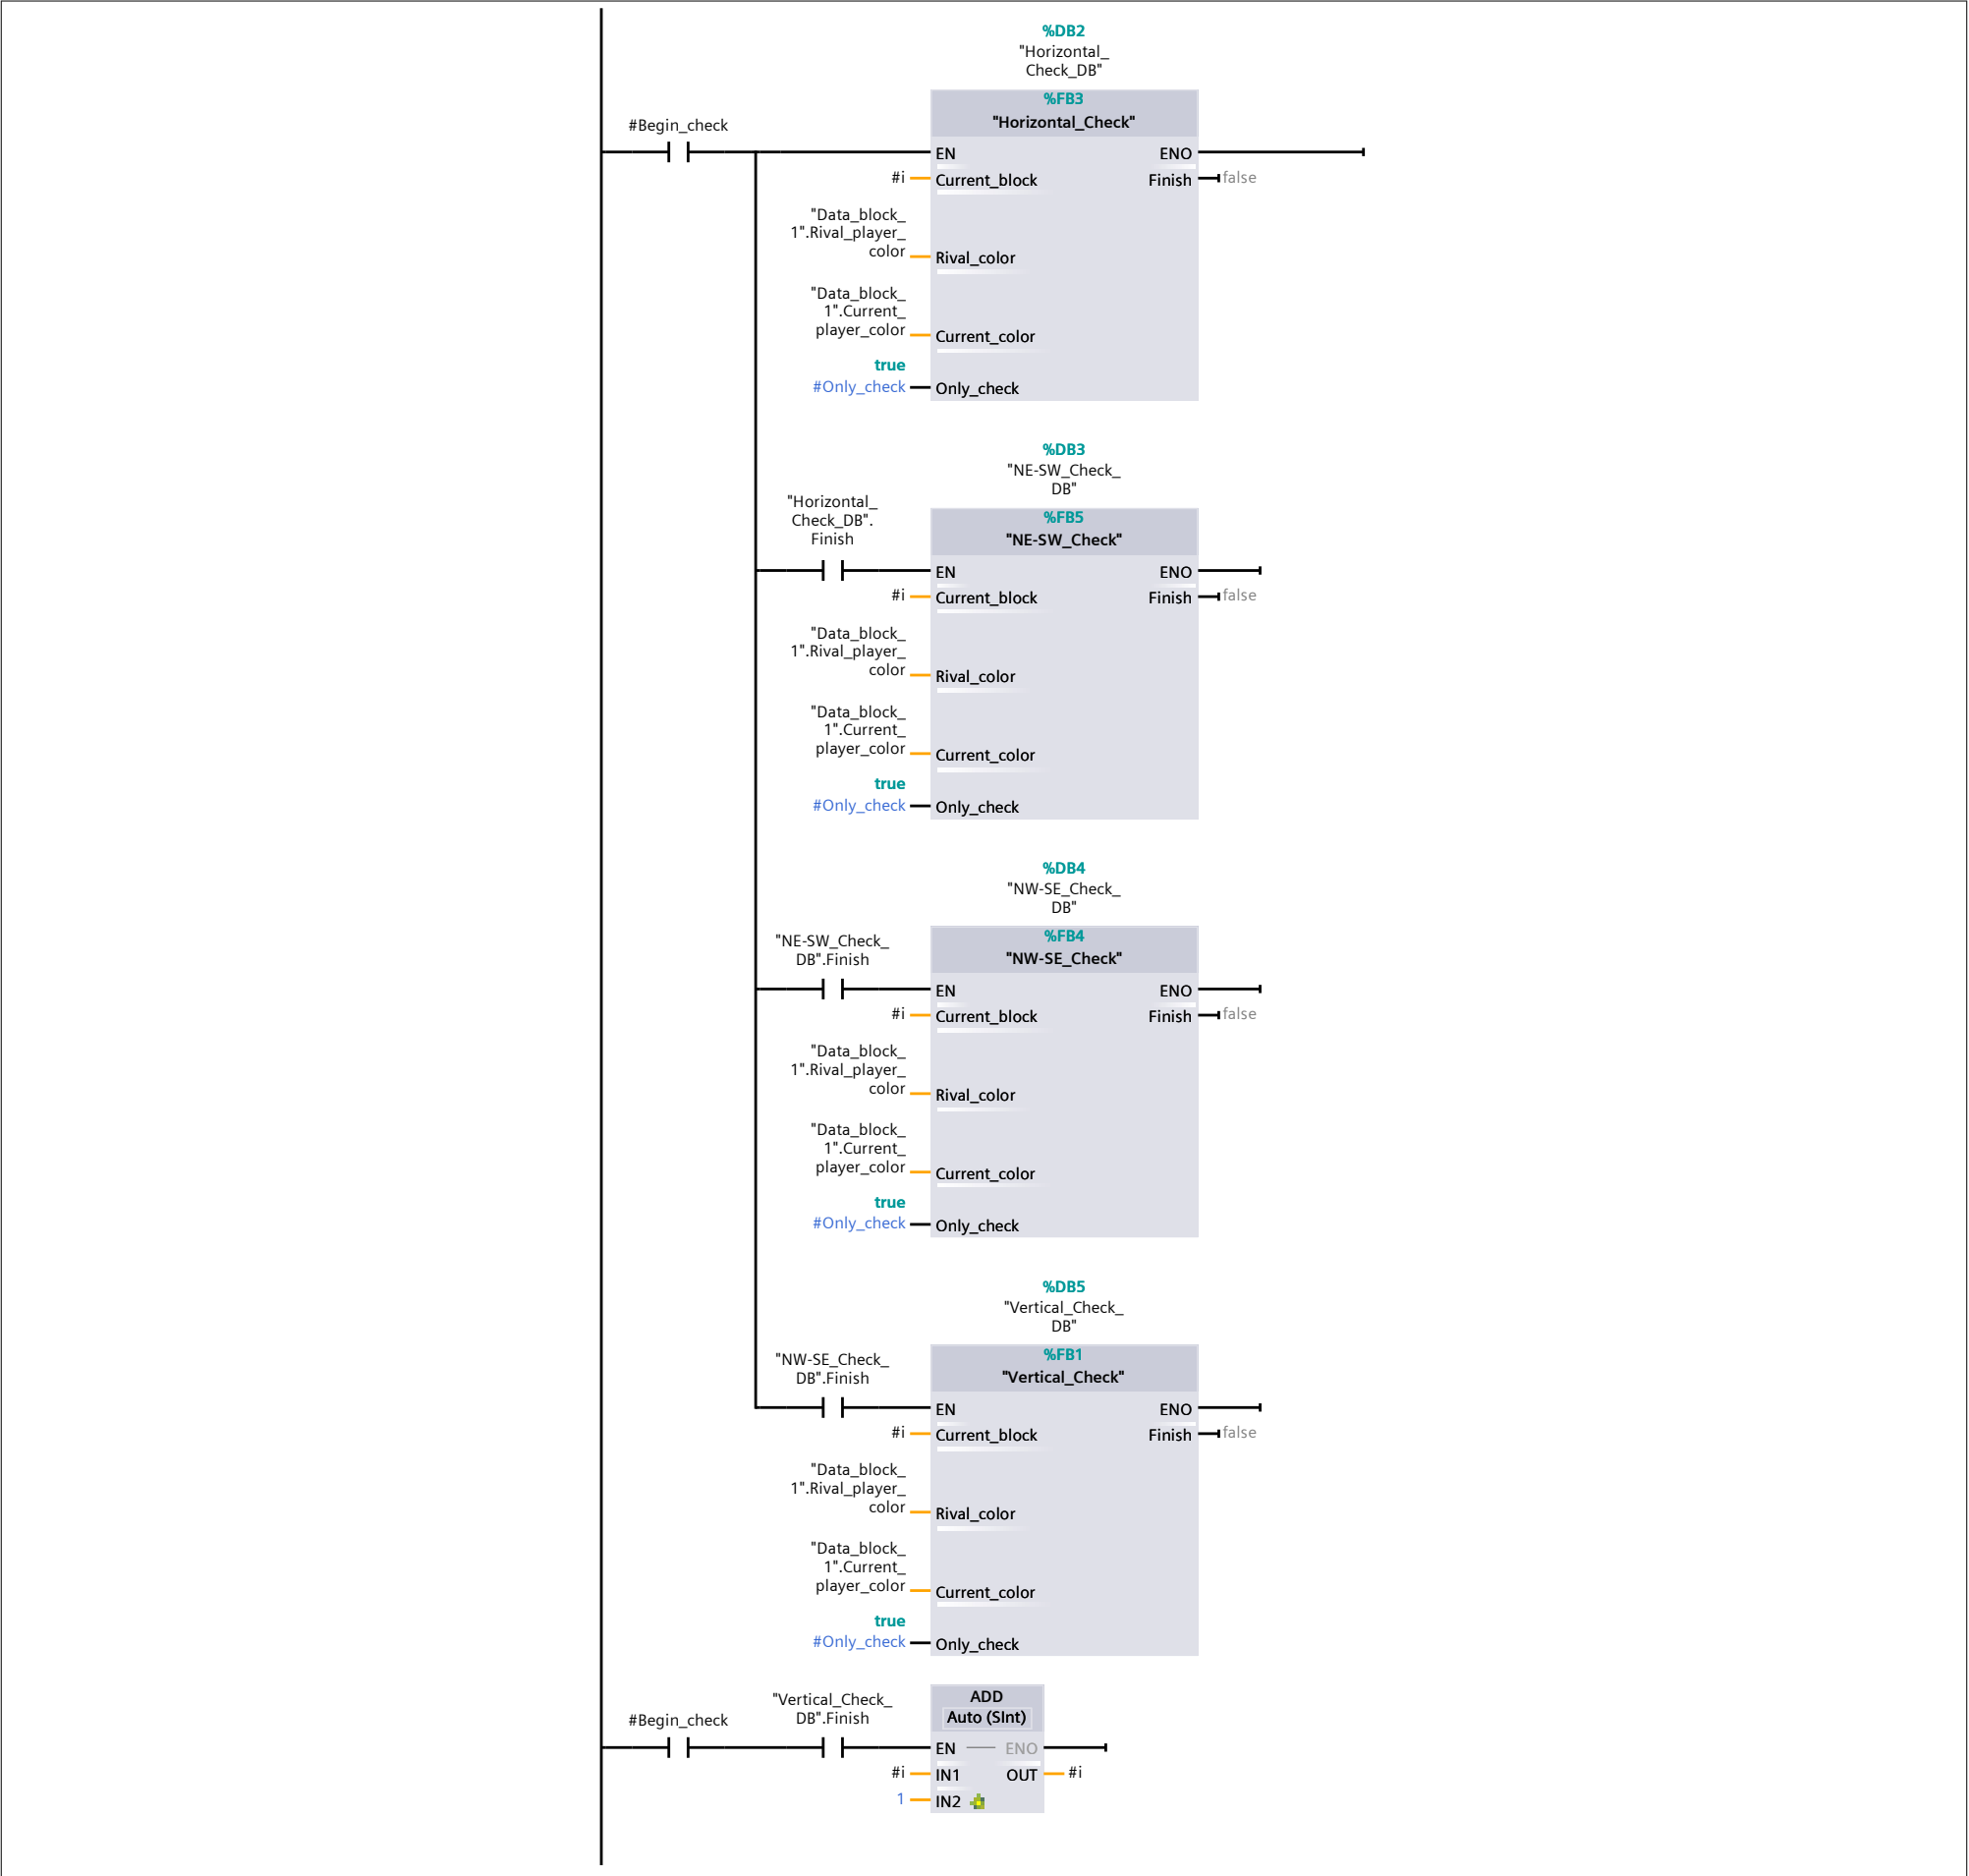 %DB2
"Horizontal_
Check_DB"
%FB3
"Horizontal_Check"
#Begin_check
EN
ENO
#i
Current_block
Finish
false
"Data_block_
1".Rival_player_
color
Rival_color
"Data_block_
1".Current_
player_color
Current_color
true
#Only_check
Only_check
%DB3
"NE-SW_Check_
DB"
"Horizontal_
Check_DB".
Finish
%FB5
"NE-SW_Check"
EN
ENO
#i
Current_block
Finish
false
"Data_block_
1".Rival_player_
color
Rival_color
"Data_block_
1".Current_
player_color
Current_color
true
#Only_check
Only_check
%DB4
"NW-SE_Check_
DB"
"NE-SW_Check_
DB".Finish
%FB4
"NW-SE_Check"
EN
ENO
#i
Current_block
Finish
false
"Data_block_
1".Rival_player_
color
Rival_color
"Data_block_
1".Current_
player_color
Current_color
true
#Only_check
Only_check
%DB5
"Vertical_Check_
DB"
"NW-SE_Check_
DB".Finish
%FB1
"Vertical_Check"
EN
ENO
#i
Current_block
Finish
false
"Data_block_
1".Rival_player_
color
Rival_color
"Data_block_
1".Current_
player_color
Current_color
true
#Only_check
Only_check
#Begin_check
"Vertical_Check_
DB".Finish
ADD
Auto (SInt)
EN
ENO
#i
IN1
OUT
#i
1
IN2